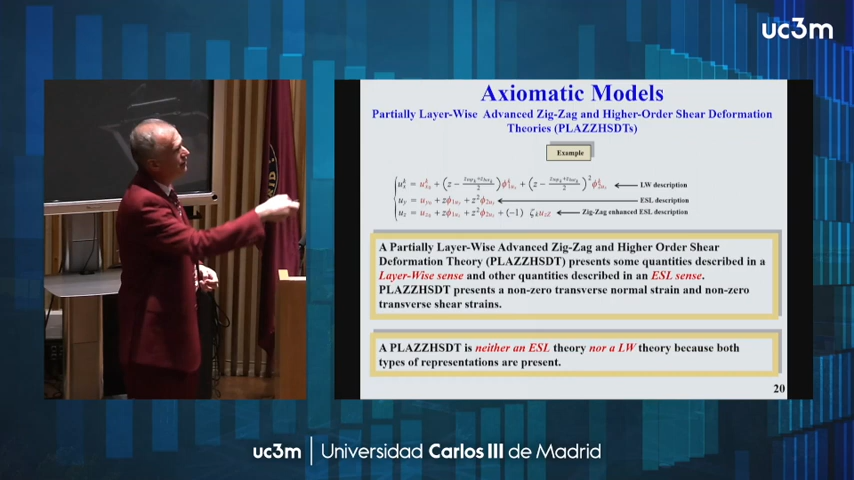 uc3m
Axiomatic Models
Partially Layer-Wise Advanced Zig-Zag and Higher-Order Shear Deformation
Theories (PLAZZHSDTs)
Example
LW description
ESL description
Zig-Zag enhanced ESL description
A Partially Layer-Wise Advanced Zig-Zag and Higher Order Shear
Deformation Theory (PLAZZHSDT) presents some quantities described in a
Layer-Wise sense and other quantities described in an ESL sense.
PLAZZHSDT presents a non-zero transverse normal strain and non-zero
transverse shear strains.
A PLAZZHSDT is neither an ESL theory nor a LW theory because both
types of representations are present.
20
uc3m | Universidad Carlos III de Madrid